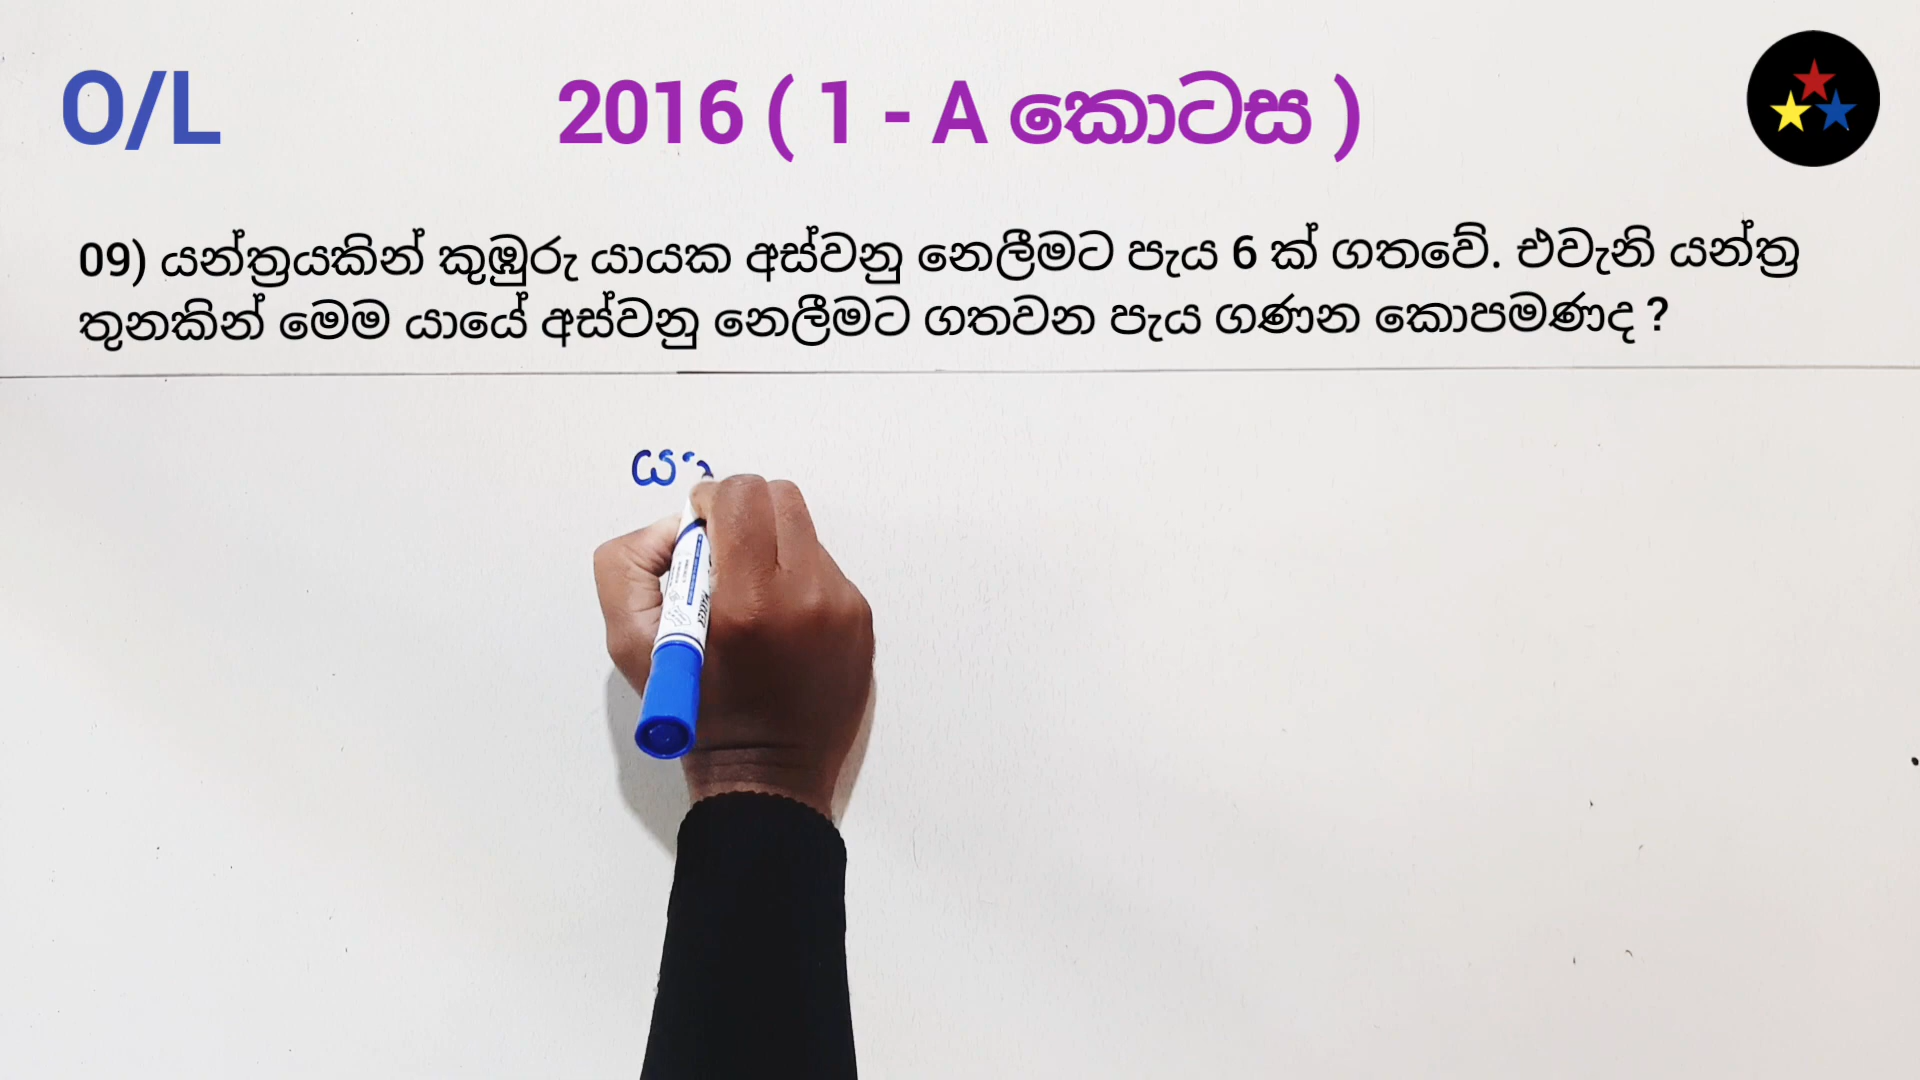 O/L
2016 ( 1 - A කොටස )
09) යන්ත්‍රයකින් කුඹුරු යායක අස්වනු නෙලීමට පැය 6 ක් ගතවේ. එවැනි යන්ත්‍ර
තුනකින් මෙම යායේ අස්වනු නෙලීමට ගතවන පැය ගණන කොපමණද ?
ය